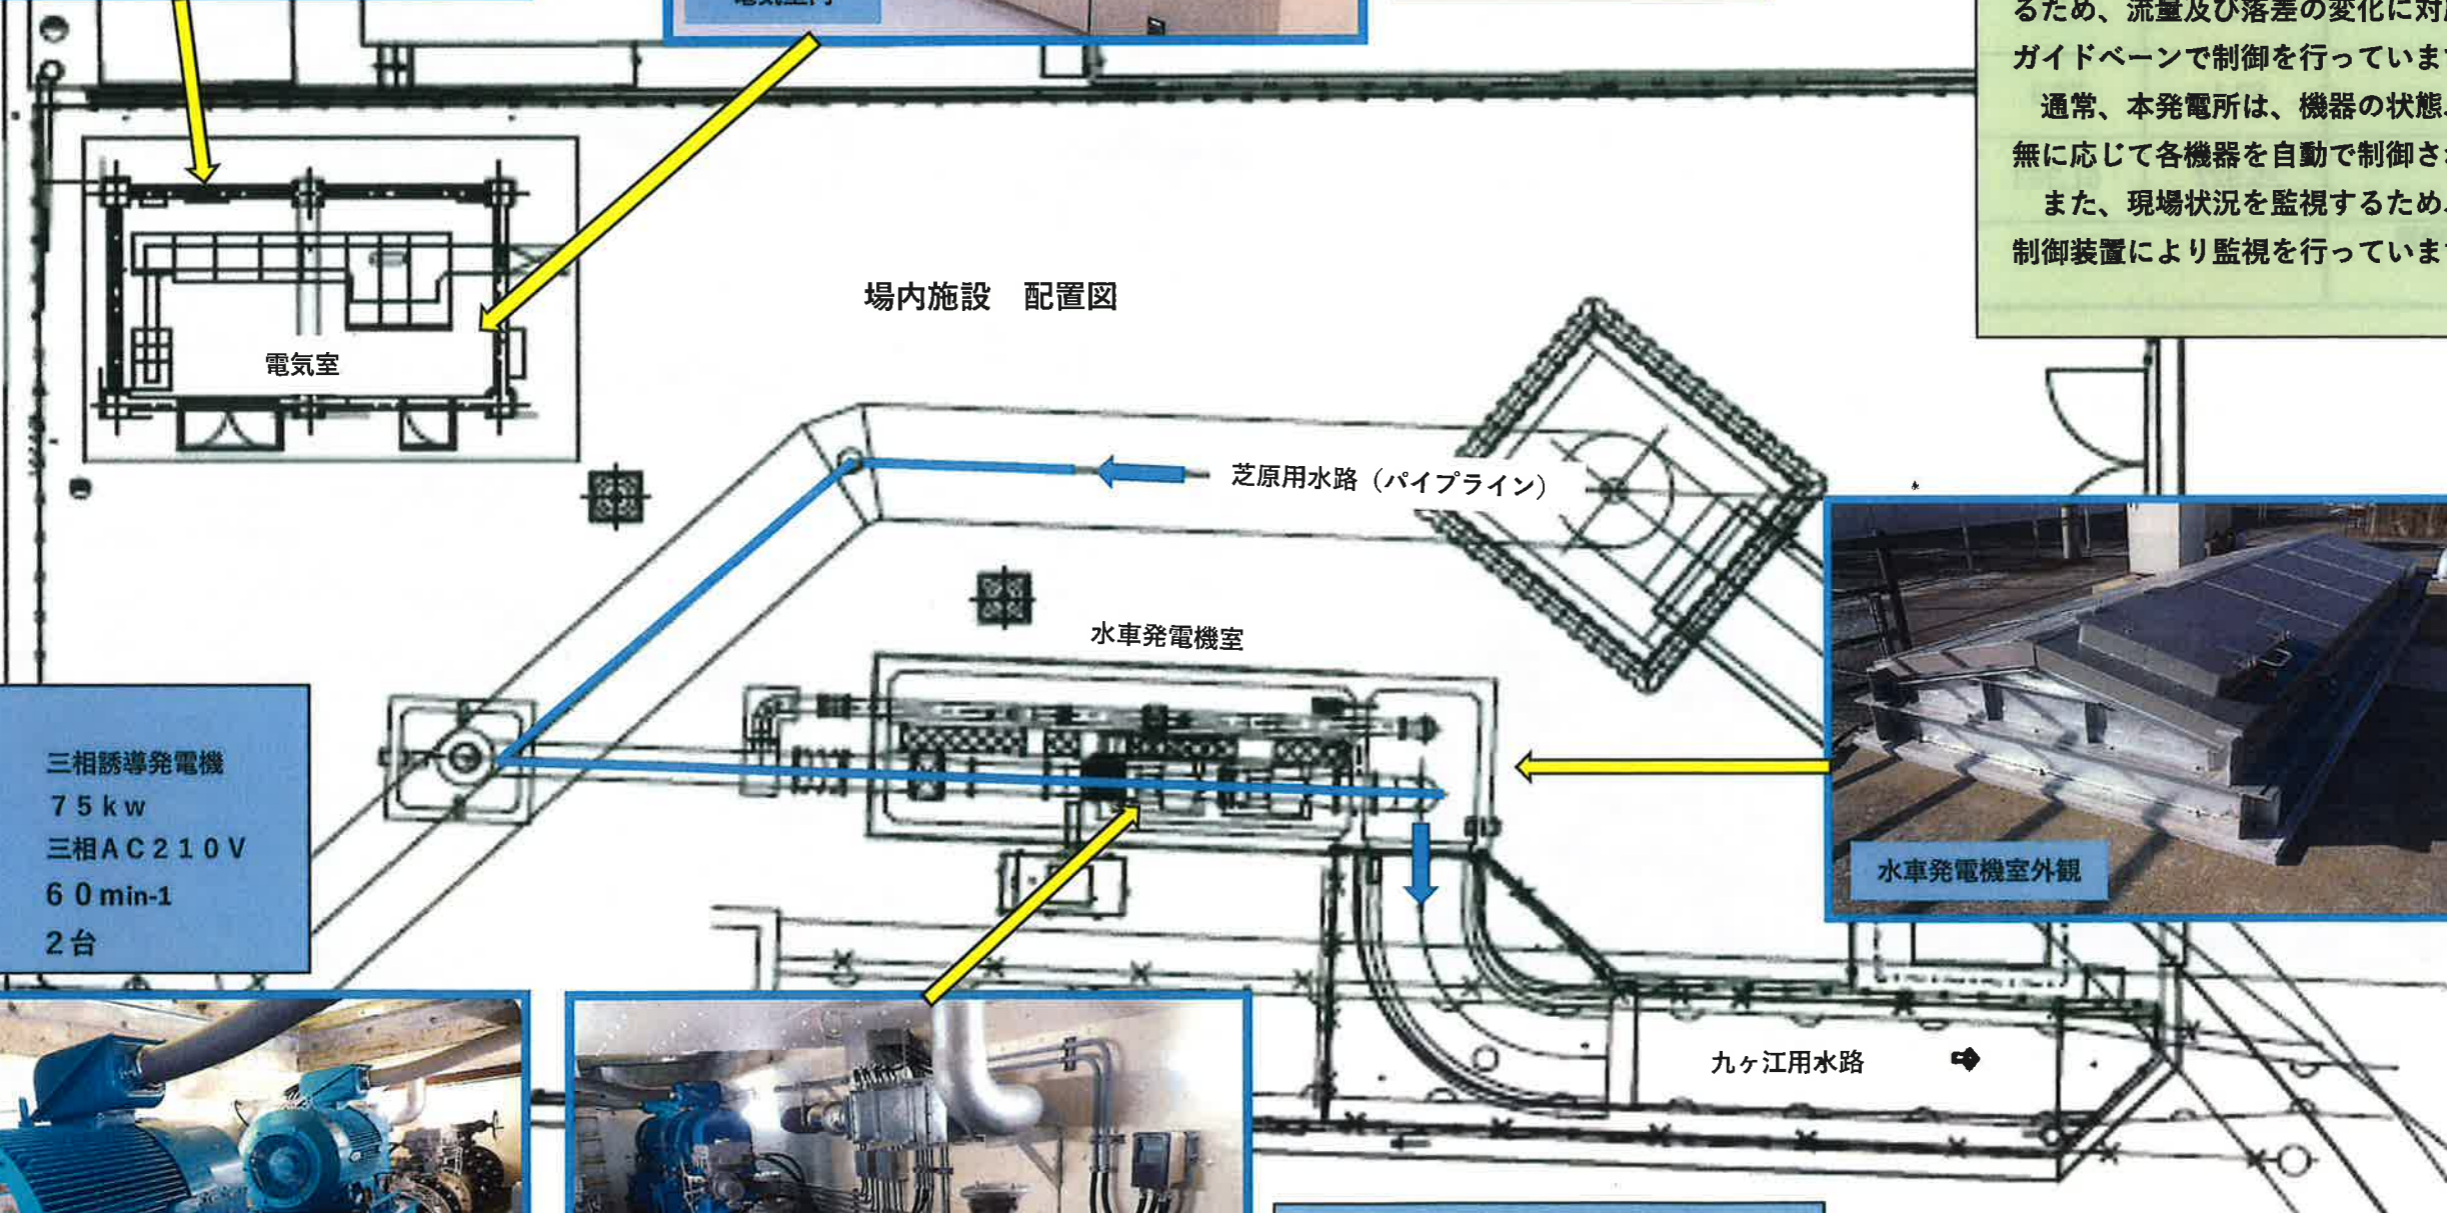 電気室内
るため、流量及び落差の変化に対
ガイドベーンで制御を行っていま
通常、本発電所は、機器の状態、
無に応じて各機器を自動で制御さ
また、現場状況を監視するため、
制御装置により監視を行っていま
場内施設　配置図
電気室
芝原用水路（パイプライン）
水車発電機室
三相誘導発電機
７５ｋｗ
三相ＡＣ２１０Ｖ
６０min-1
２台
水車発電機室外観
九ヶ江用水路